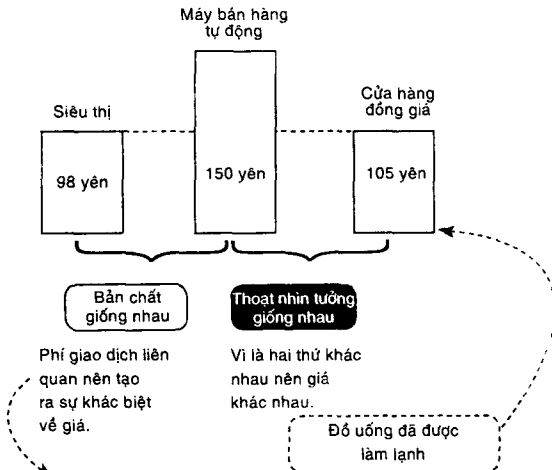 Máy bán hàng
tự động
Siêu thị
Cửa hàng
đồng giá
98 yên
150 yên
105 yên
Bản chất
giống nhau
Thoạt nhìn tưởng
giống nhau
Phí giao dịch liên
quan nên tạo
ra sự khác biệt
về giá.
Vì là hai thứ khác
nhau nên giá
khác nhau.
Đồ uống đã được
làm lạnh